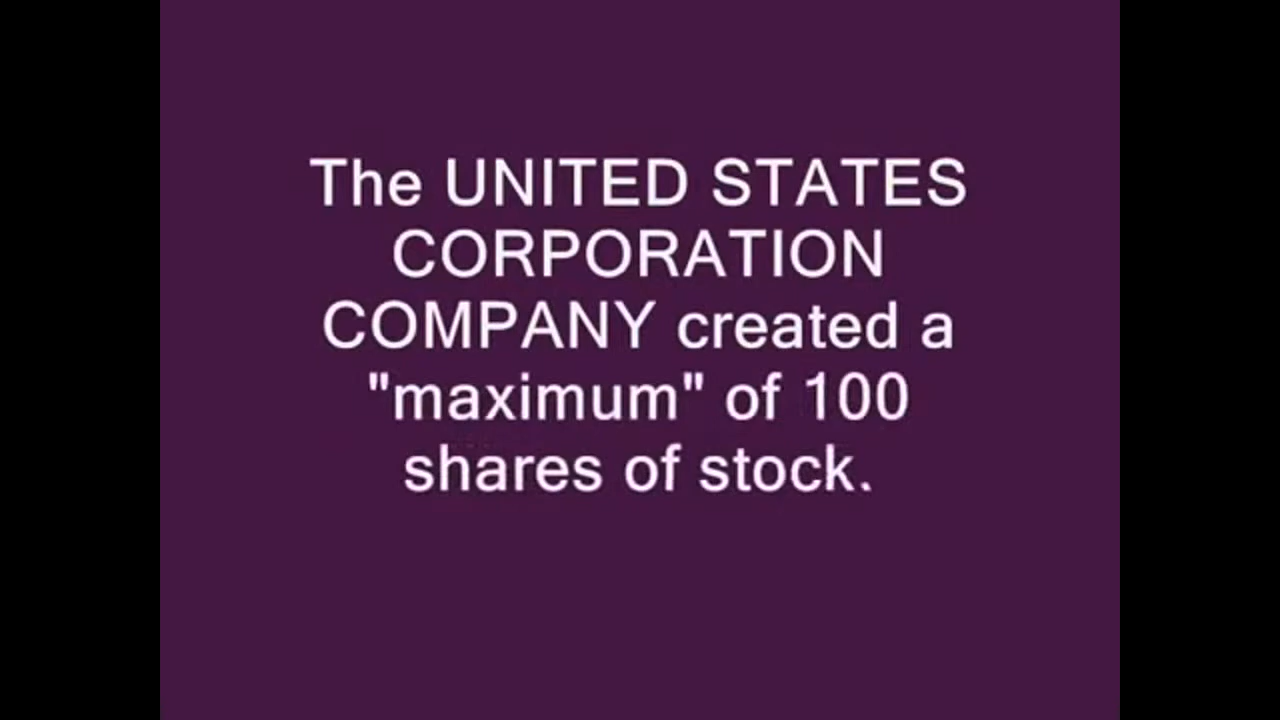 The UNITED STATES
CORPORATION
COMPANY created a
"maximum" of 100
shares of stock.